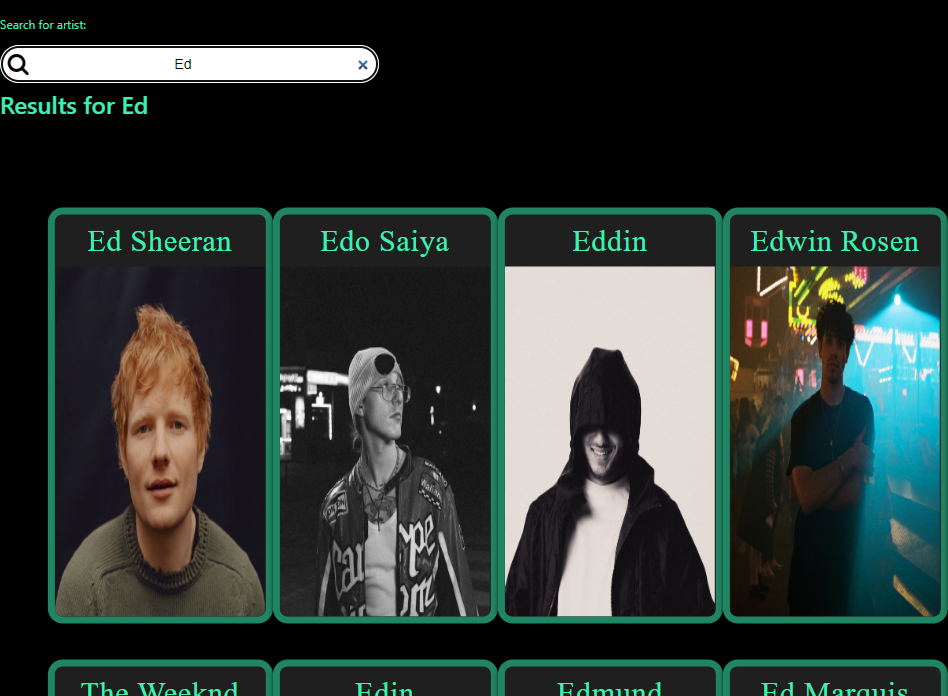 Search for artist:
Ed
Results for Ed
Ed Sheeran
Edo Saiya
Eddin
Edwin Rosen
The Weeknd
Edin
Edmund
Ed Marquis